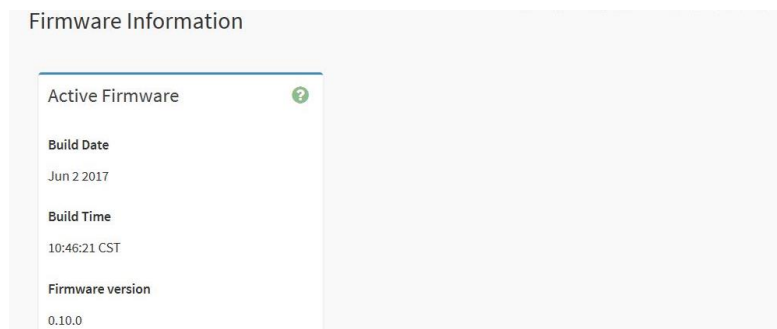 Firmware Information
Active Firmware
Build Date
Jun 2 2017
Build Time
10:46:21 CST
Firmware version
0.10.0